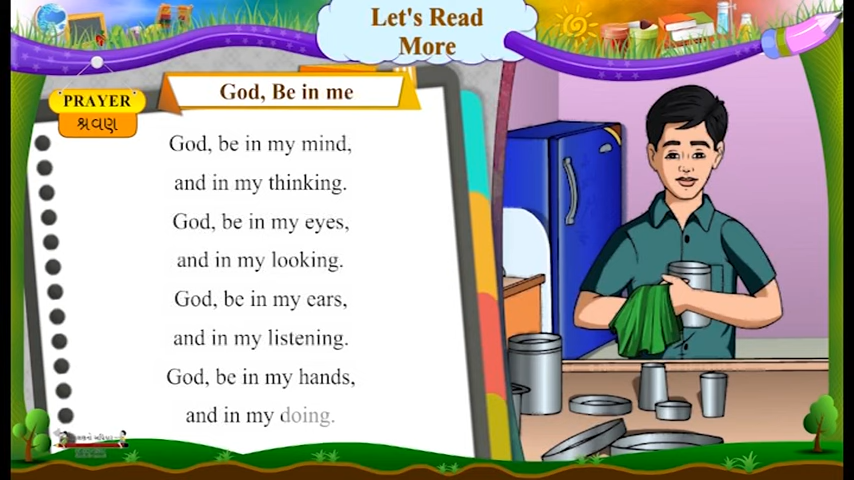 Let's Read
More
God, Be in me
PRAYER
શ્રવણ
God, be in my mind,
and in my thinking.
God, be in my eyes,
and in my looking.
God, be in my ears,
and in my listening.
God, be in my hands,
and in my doing.